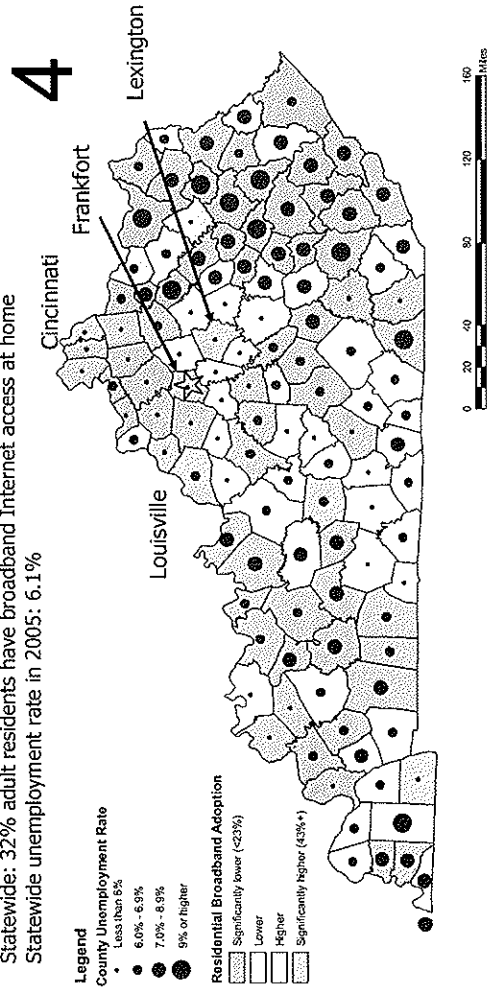 Statewide: 32% adult residents have broadband Internet access at home
Statewide unemployment rate in 2005: 6.1%
4
Cincinnati
Frankfort
Lexington
Louisville
Legend
County Unemployment Rate
Less than 6%
6.0% - 6.9%
7.0% - 8.9%
9% or higher
Residential Broadband Adoption
Significantly lower (<23%)
Lower
Higher
Significantly higher (43%+)
0 20 40 80 120 160
Miles